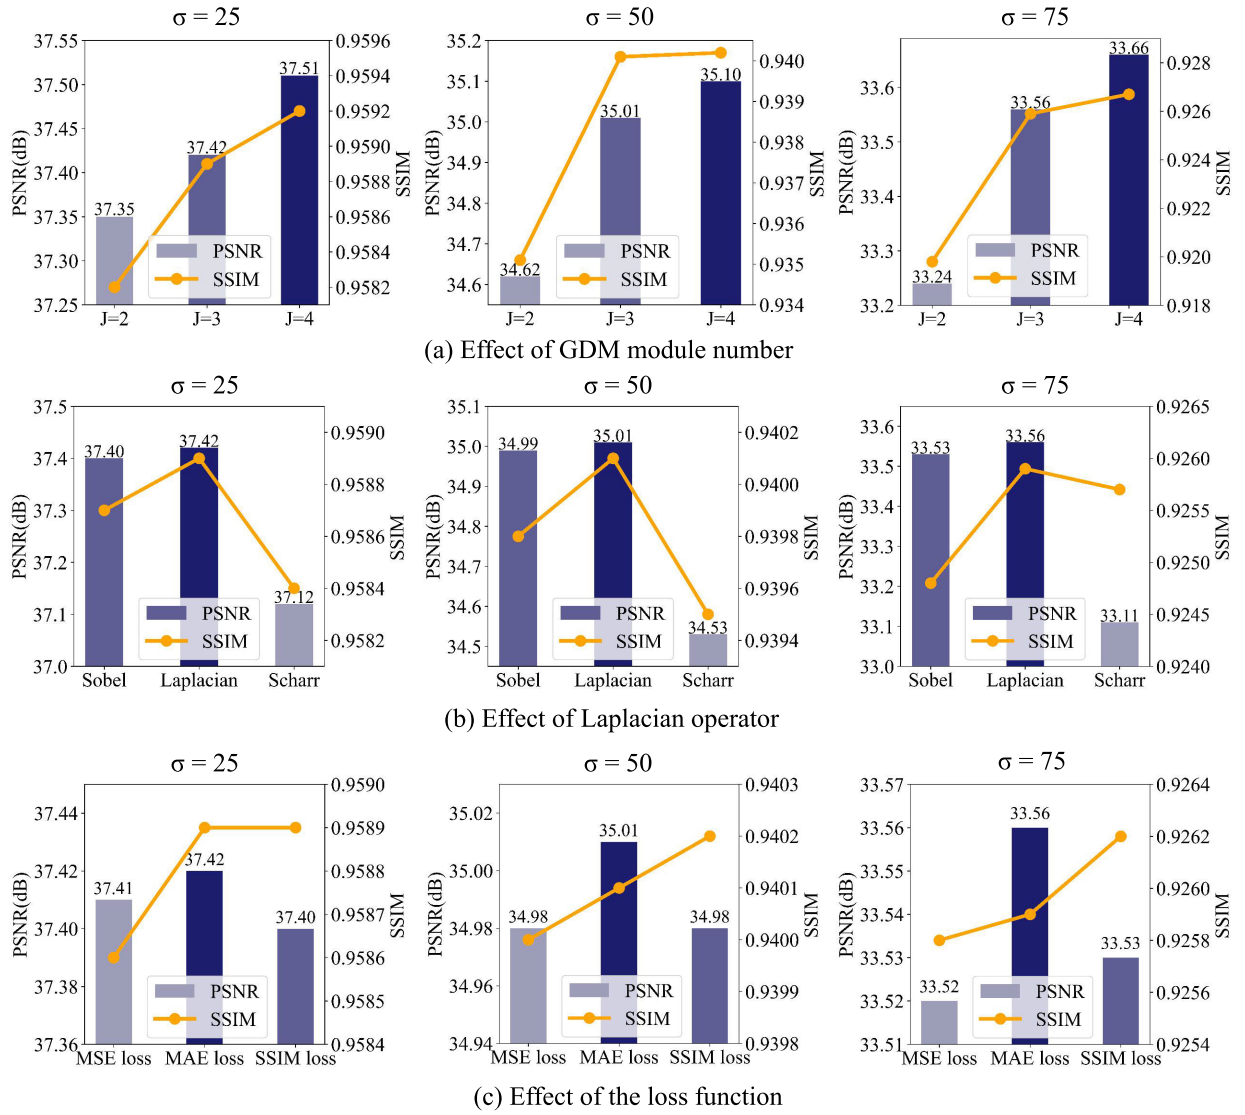 σ = 25
σ = 50
σ = 75
PSNR(dB)
37.55
37.50
37.45
37.40
37.35
37.30
37.25
37.35
37.42
37.51
PSNR
SSIM
J=2
J=3
J=4
0.9596
0.9594
0.9592
0.9590
0.9588
0.9586
0.9584
0.9582
SSIM
PSNR(dB)
35.2
35.1
35.0
34.9
34.8
34.7
34.6
34.62
35.01
35.10
PSNR
SSIM
J=2
J=3
J=4
0.940
0.939
0.938
0.937
0.936
0.935
0.934
SSIM
PSNR(dB)
33.6
33.5
33.4
33.3
33.2
33.24
33.56
33.66
PSNR
SSIM
J=2
J=3
J=4
0.928
0.926
0.924
0.922
0.920
0.918
SSIM
(a) Effect of GDM module number
σ = 25
σ = 50
σ = 75
PSNR(dB)
37.5
37.4
37.3
37.2
37.1
37.0
37.40
37.42
37.12
PSNR
SSIM
Sobel
Laplacian
Scharr
0.9590
0.9588
0.9586
0.9584
0.9582
SSIM
PSNR(dB)
35.1
35.0
34.9
34.8
34.7
34.6
34.5
34.99
35.01
34.53
PSNR
SSIM
Sobel
Laplacian
Scharr
0.9402
0.9400
0.9398
0.9396
0.9394
SSIM
PSNR(dB)
33.6
33.5
33.4
33.3
33.2
33.1
33.0
33.53
33.56
33.11
PSNR
SSIM
Sobel
Laplacian
Scharr
0.9265
0.9260
0.9255
0.9250
0.9245
0.9240
SSIM
(b) Effect of Laplacian operator
σ = 25
σ = 50
σ = 75
PSNR(dB)
37.44
37.42
37.40
37.38
37.36
37.41
37.42
37.40
PSNR
SSIM
MSE loss
MAE loss
SSIM loss
0.9590
0.9589
0.9588
0.9587
0.9586
0.9585
0.9584
SSIM
PSNR(dB)
35.02
35.00
34.98
34.96
34.94
34.98
35.01
34.98
PSNR
SSIM
MSE loss
MAE loss
SSIM loss
0.9403
0.9402
0.9401
0.9400
0.9399
0.9398
SSIM
PSNR(dB)
33.57
33.56
33.55
33.54
33.53
33.52
33.51
33.52
33.56
33.53
PSNR
SSIM
MSE loss
MAE loss
SSIM loss
0.9264
0.9262
0.9260
0.9258
0.9256
0.9254
SSIM
(c) Effect of the loss function